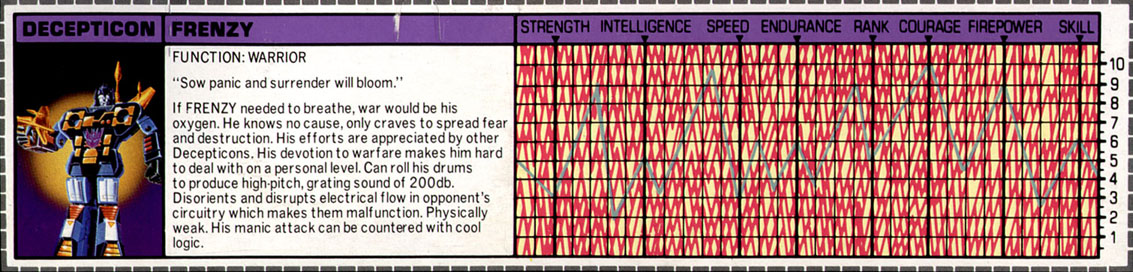 DECEPTICON FRENZY
STRENGTH INTELLIGENCE SPEED ENDURANCE RANK COURAGE FIREPOWER SKILL
FUNCTION: WARRIOR
"Sow panic and surrender will bloom."
If FRENZY needed to breathe, war would be his
oxygen. He knows no cause, only craves to spread fear
and destruction. His efforts are appreciated by other
Decepticons. His devotion to warfare makes him hard
to deal with on a personal level. Can roll his drums
to produce high-pitch, grating sound of 200db.
Disorients and disrupts electrical flow in opponent's
circuitry which makes them malfunction. Physically
weak. His manic attack can be countered with cool
logic.
10
9
8
7
6
5
4
3
2
1